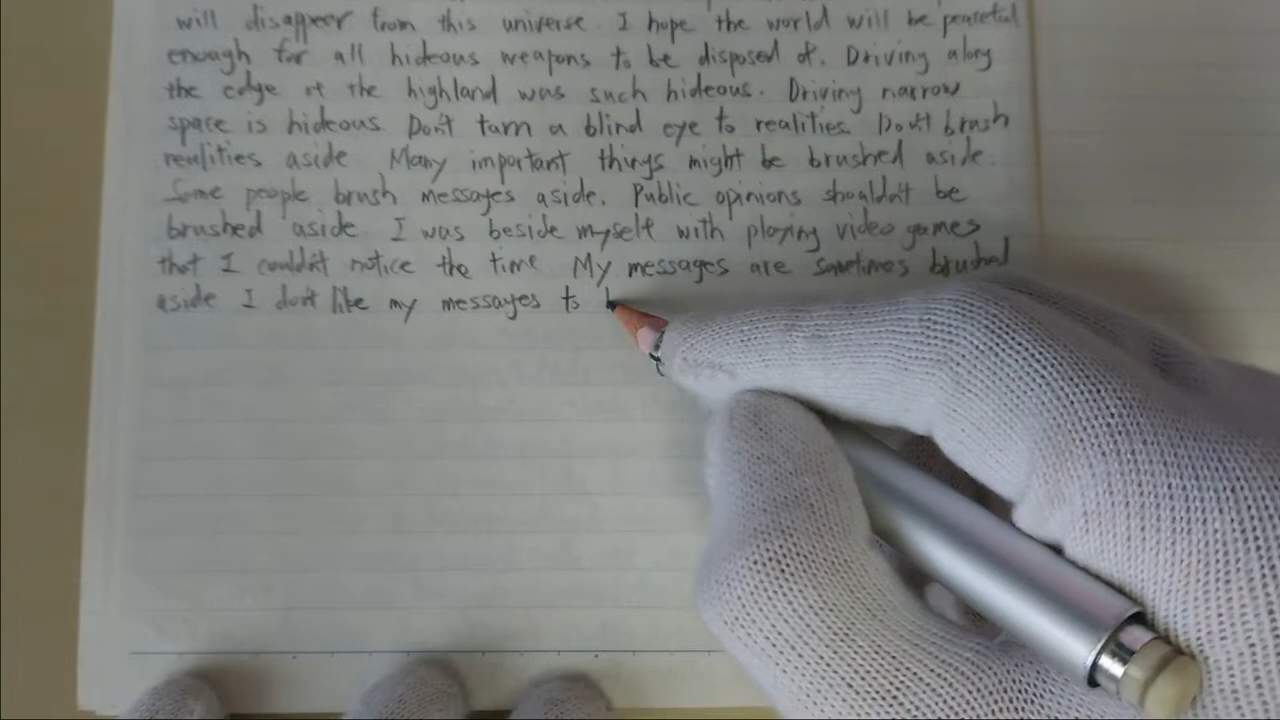 will disappeer from this universe. I hope the world will be peaceful
enough for all hideous weapons to be disposed of. Driving along
the edge of the highland was such hideous. Driving narrow
space is hideous. Don't turn a blind eye to realities. Don't brush
realities aside. Many important things might be brushed aside.
Some people brush messages aside. Public opinions shouldn't be
brushed aside. I was beside myself with playing video games
that I couldn't notice the time. My messages are sometimes brushed
aside I don't like my messages to